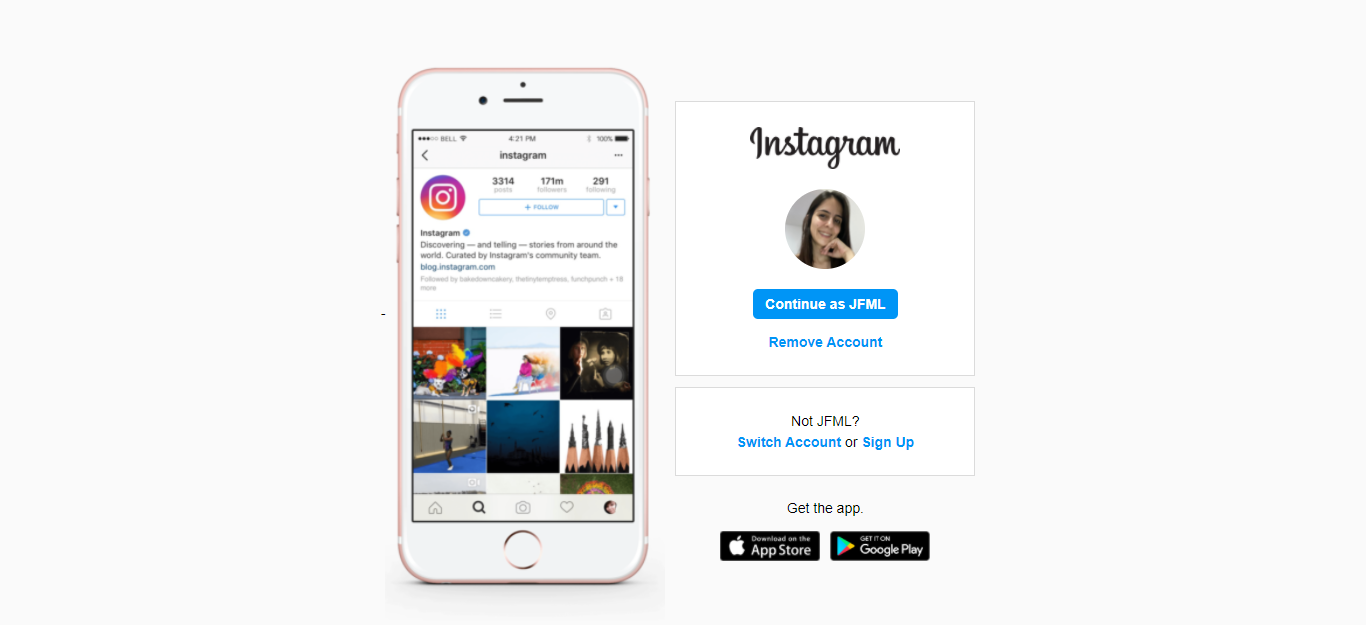 ●●●○○ BELL
4:21 PM
100%
instagram
3314
171m
291
posts
followers
following
+ FOLLOW
Instagram
Discovering — and telling — stories from around the
world. Curated by Instagram's community team.
blog.instagram.com
Followed by bakedowncakery, thetinytemptress, funchpunch + 18
more
-
Instagram
Continue as JFML
Remove Account
Not JFML?
Switch Account or Sign Up
Get the app.
Download on the
App Store
GET IT ON
Google Play